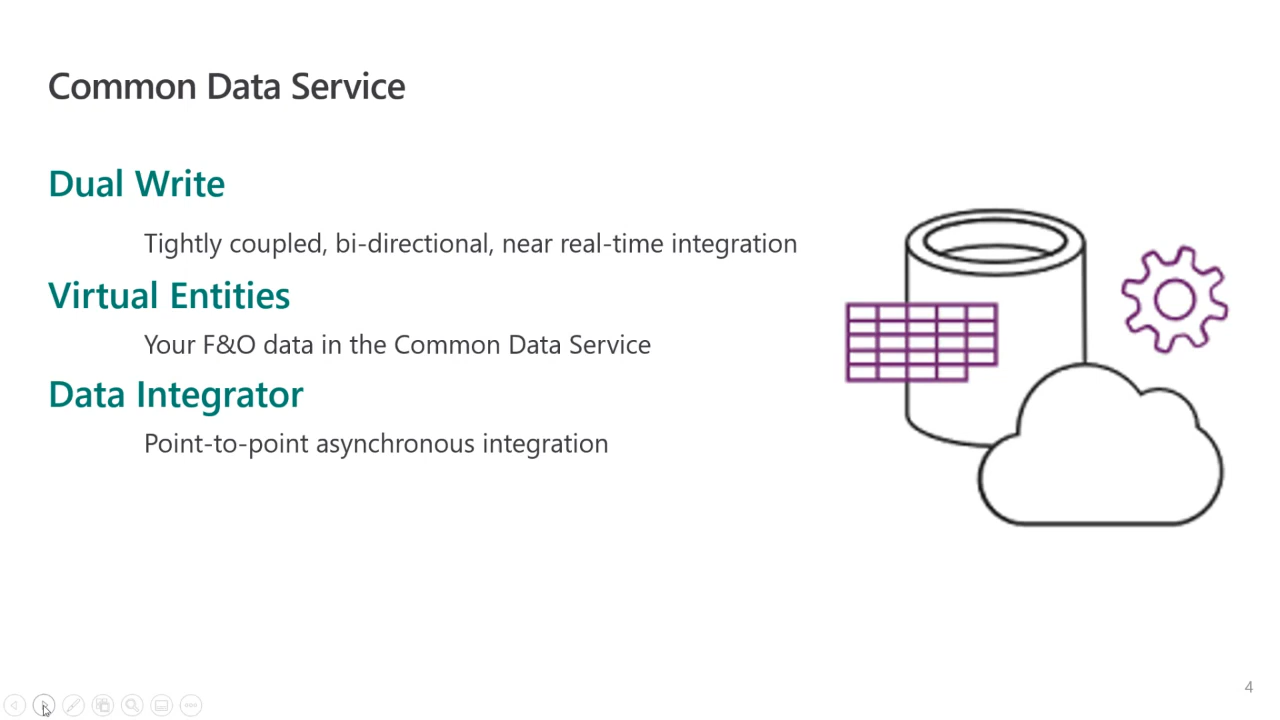 Common Data Service
Dual Write
Tightly coupled, bi-directional, near real-time integration
Virtual Entities
Your F&O data in the Common Data Service
Data Integrator
Point-to-point asynchronous integration
4